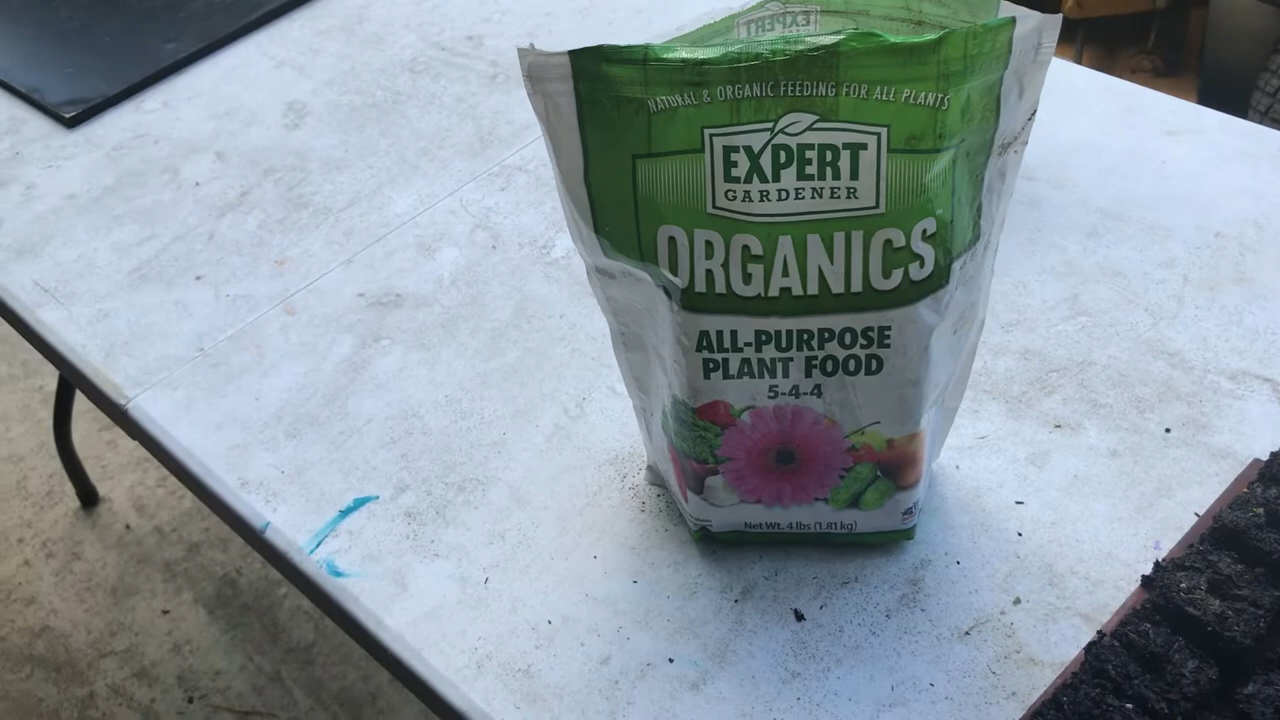 EXPERT
NATURAL & ORGANIC FEEDING FOR ALL PLANTS
EXPERT
GARDENER
ORGANICS
ALL-PURPOSE
PLANT FOOD
5-4-4
Net Wt. 4 lbs (1.81 kg)